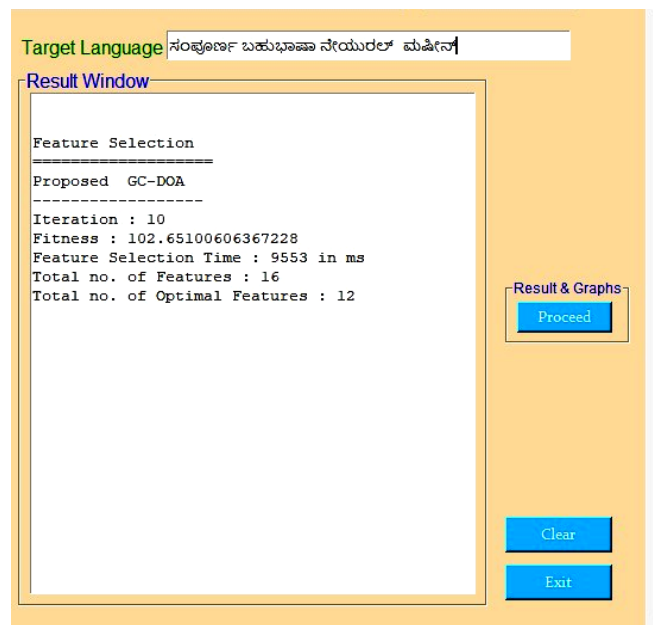 Target Language ಸಂಪೂರ್ಣ ಬಹುಭಾಷಾ ನೇಯುರಲ್ ಮಷೀನ್
Result Window
Feature Selection
===================
Proposed GC-DOA
------------------
Iteration : 10
Fitness : 102.65100606367228
Feature Selection Time : 9553 in ms
Total no. of Features : 16
Total no. of Optimal Features : 12
Result & Graphs
Proceed
Clear
Exit